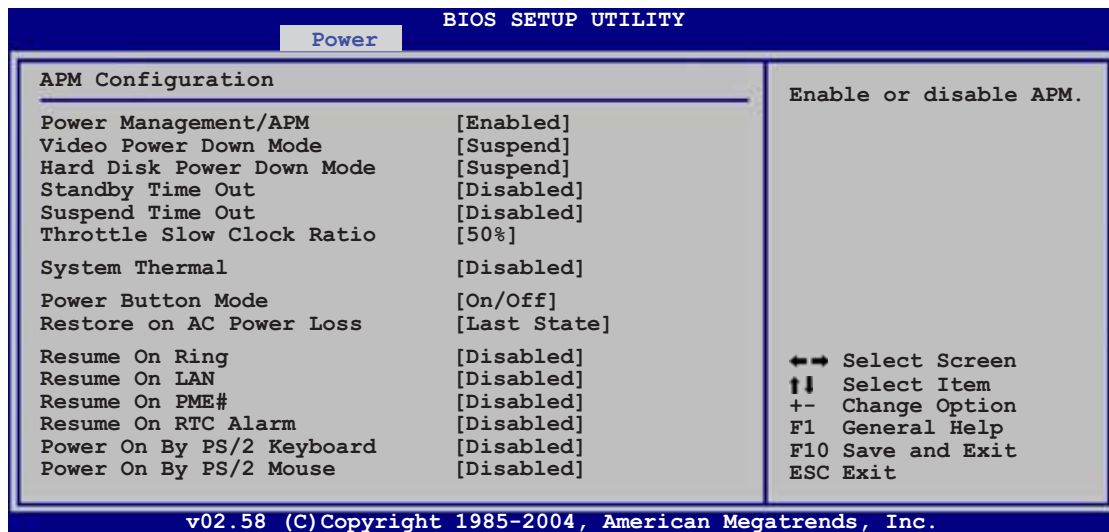 BIOS SETUP UTILITY
Power
APM Configuration
Power Management/APM [Enabled]
Video Power Down Mode [Suspend]
Hard Disk Power Down Mode [Suspend]
Standby Time Out [Disabled]
Suspend Time Out [Disabled]
Throttle Slow Clock Ratio [50%]
System Thermal [Disabled]
Power Button Mode [On/Off]
Restore on AC Power Loss [Last State]
Resume On Ring [Disabled]
Resume On LAN [Disabled]
Resume On PME# [Disabled]
Resume On RTC Alarm [Disabled]
Power On By PS/2 Keyboard [Disabled]
Power On By PS/2 Mouse [Disabled]
Enable or disable APM.
←→ Select Screen
↑↓ Select Item
+- Change Option
F1 General Help
F10 Save and Exit
ESC Exit
v02.58 (C)Copyright 1985-2004, American Megatrends, Inc.